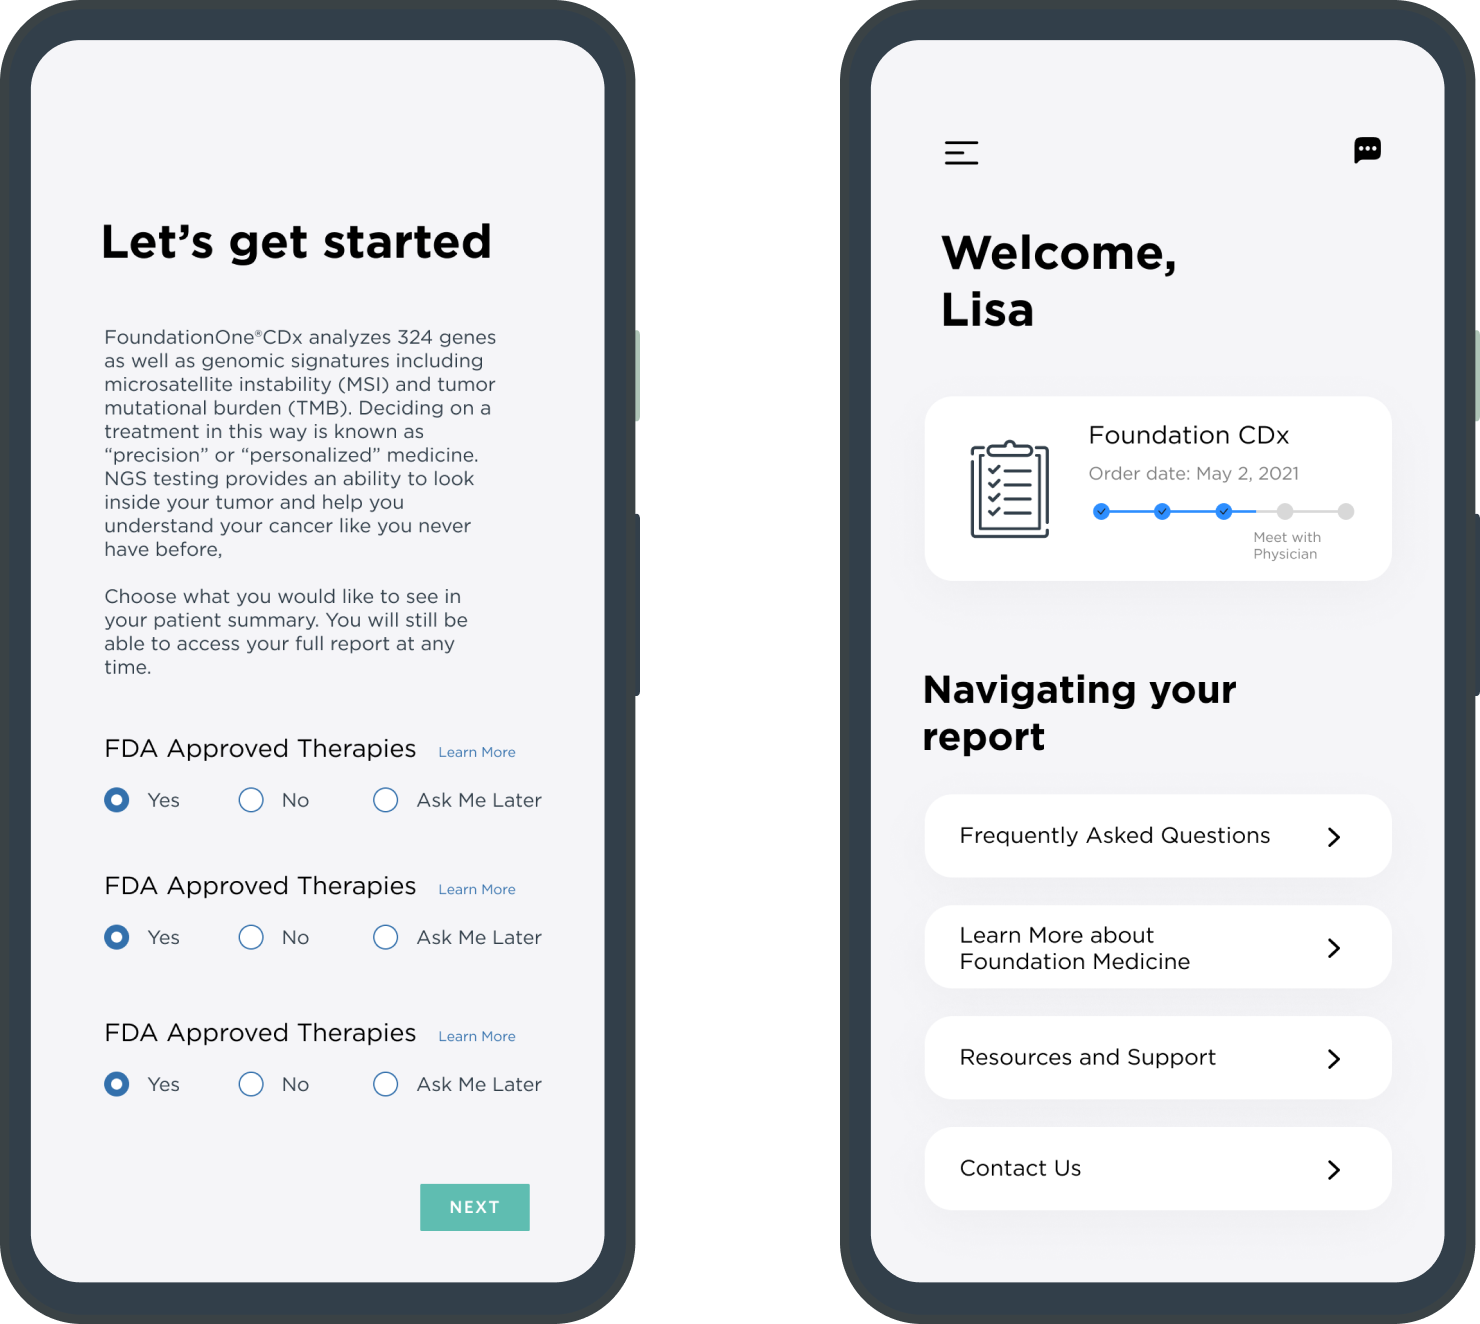 Let’s get started
FoundationOne®CDx analyzes 324 genes
as well as genomic signatures including
microsatellite instability (MSI) and tumor
mutational burden (TMB). Deciding on a
treatment in this way is known as
“precision” or “personalized” medicine.
NGS testing provides an ability to look
inside your tumor and help you
understand your cancer like you never
have before,
Choose what you would like to see in
your patient summary. You will still be
able to access your full report at any
time.
FDA Approved Therapies Learn More
Yes No Ask Me Later
FDA Approved Therapies Learn More
Yes No Ask Me Later
FDA Approved Therapies Learn More
Yes No Ask Me Later
NEXT
Welcome,
Lisa
Foundation CDx
Order date: May 2, 2021
Meet with
Physician
Navigating your
report
Frequently Asked Questions
Learn More about
Foundation Medicine
Resources and Support
Contact Us